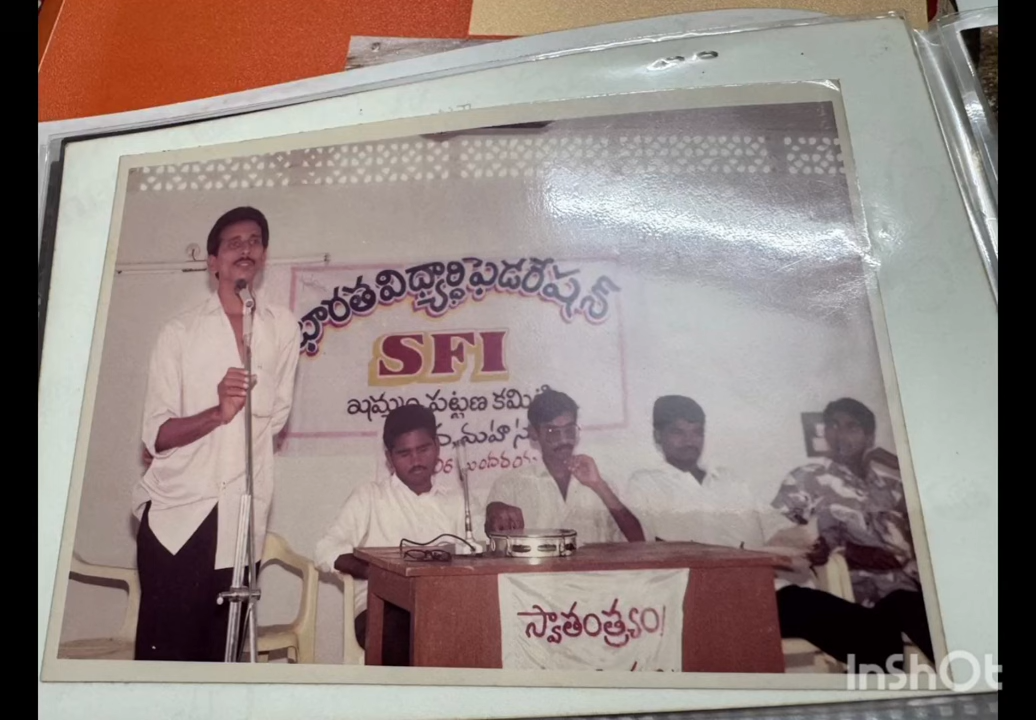 భారత విద్యార్థి ఫెడరేషన్
SFI
ఖమ్మం పట్టణ కమిటీ
స్వాతంత్ర్యం!
InShOt